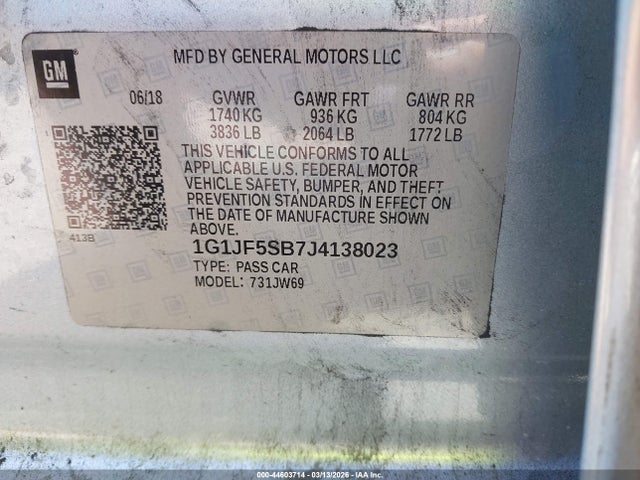 GM
MFD BY GENERAL MOTORS LLC
06/18 GVWR GAWR FRT GAWR RR
1740 KG 936 KG 804 KG
3836 LB 2064 LB 1772 LB
THIS VEHICLE CONFORMS TO ALL
APPLICABLE U.S. FEDERAL MOTOR
VEHICLE SAFETY, BUMPER, AND THEFT
PREVENTION STANDARDS IN EFFECT ON
THE DATE OF MANUFACTURE SHOWN
ABOVE.
413B
1G1JF5SB7J4138023
TYPE: PASS CAR
MODEL: 731JW69
000-44603714 - 03/13/2026 - IAAI.COM